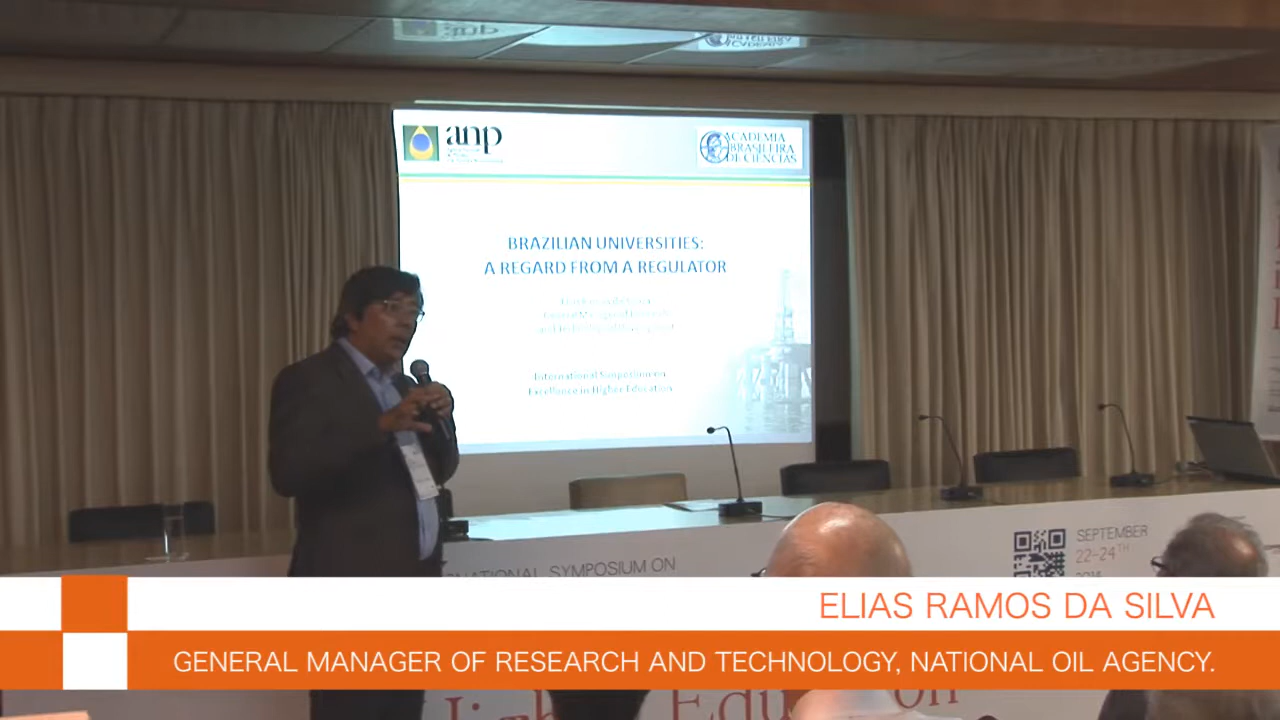 anp
ACADEMIA
BRASILEIRA
DE CIÊNCIAS
BRAZILIAN UNIVERSITIES:
A REGARD FROM A REGULATOR
International Simpotium on
Excellence in Higher Education
SYMPOSIUM ON
SEPTEMBER
22-24TH
ELIAS RAMOS DA SILVA
GENERAL MANAGER OF RESEARCH AND TECHNOLOGY, NATIONAL OIL AGENCY.